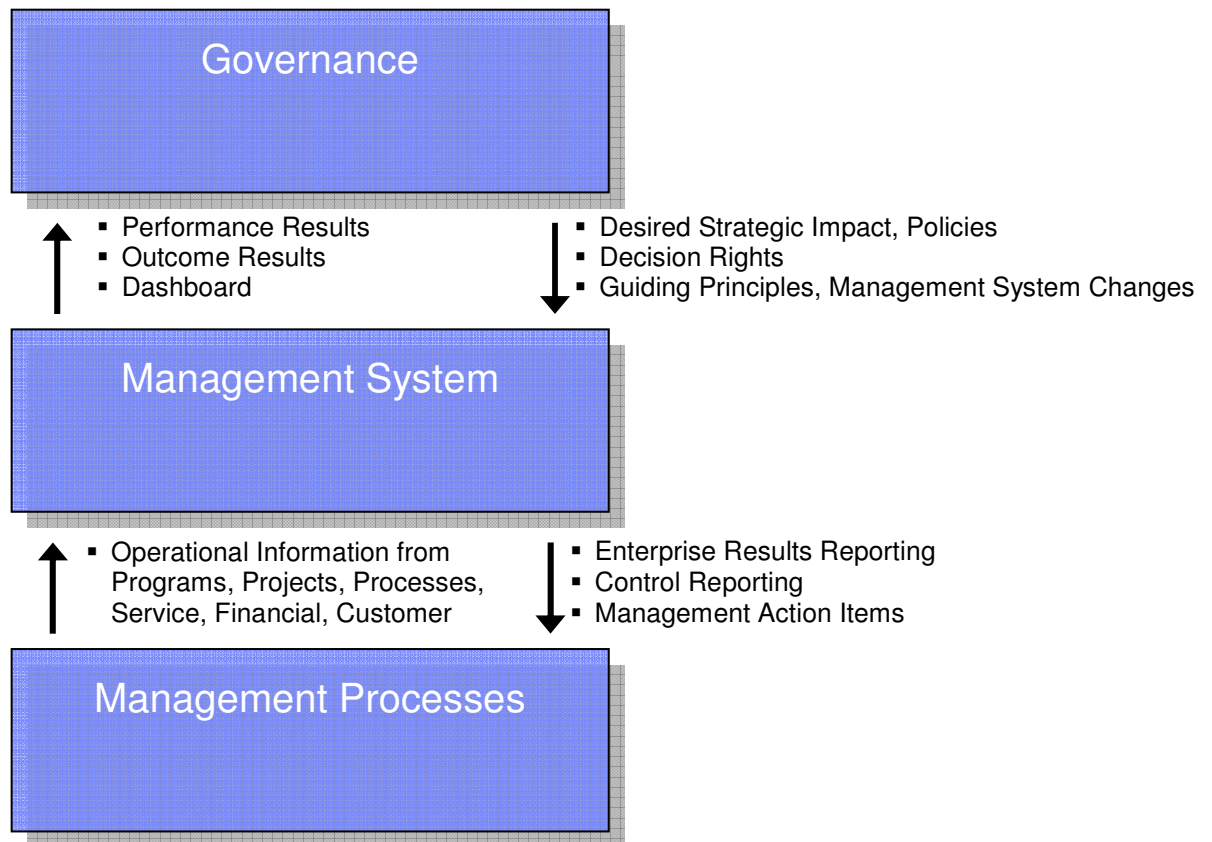 Governance
▪ Performance Results
▪ Outcome Results
▪ Dashboard
▪ Desired Strategic Impact, Policies
▪ Decision Rights
▪ Guiding Principles, Management System Changes
Management System
▪ Operational Information from
Programs, Projects, Processes,
Service, Financial, Customer
▪ Enterprise Results Reporting
▪ Control Reporting
▪ Management Action Items
Management Processes